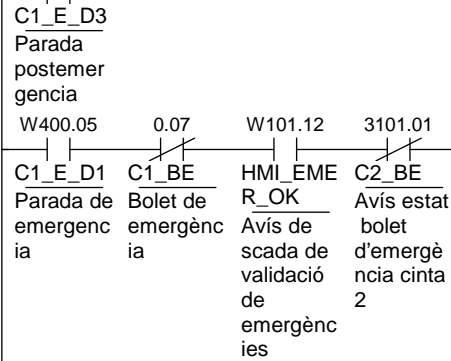 C1_E_D3
Parada
postemer
gencia
W400.05 0.07 W101.12 3101.01
C1_E_D1 C1_BE HMI_EME C2_BE
R_OK
Parada de Bolet de Avís estat
emergenc emergènc Avís de bolet
ia ia scada de d'emergè
validació ncia cinta
de 2
emergènc
ies